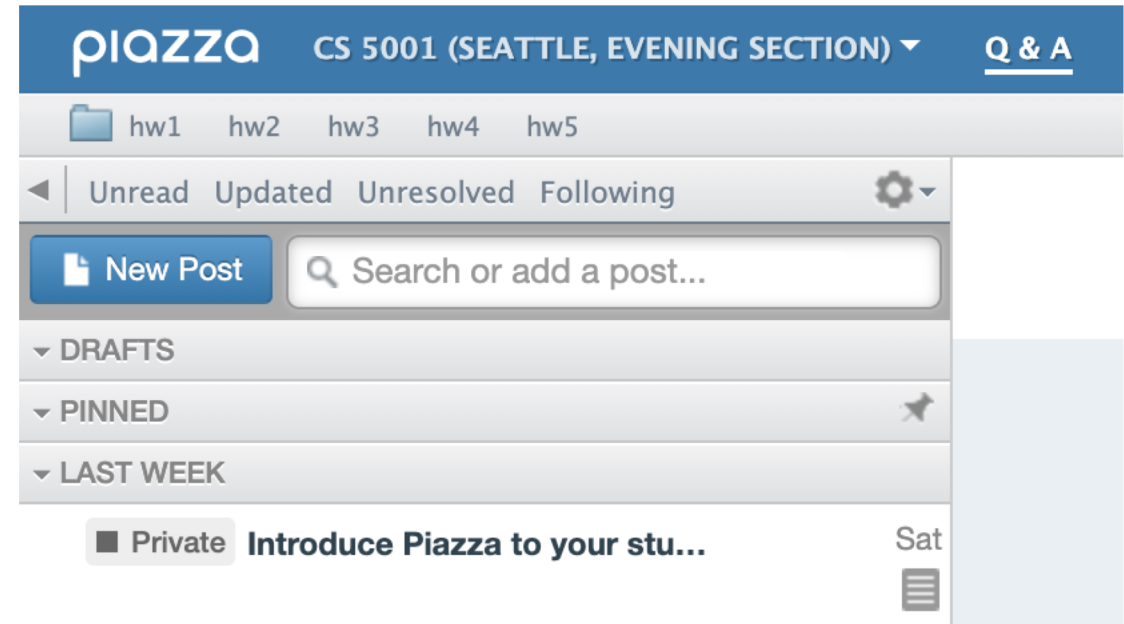 piazza CS 5001 (SEATTLE, EVENING SECTION) Q & A
hw1 hw2 hw3 hw4 hw5
Unread Updated Unresolved Following
New Post Search or add a post...
DRAFTS
PINNED
LAST WEEK
Private Introduce Piazza to your stu... Sat